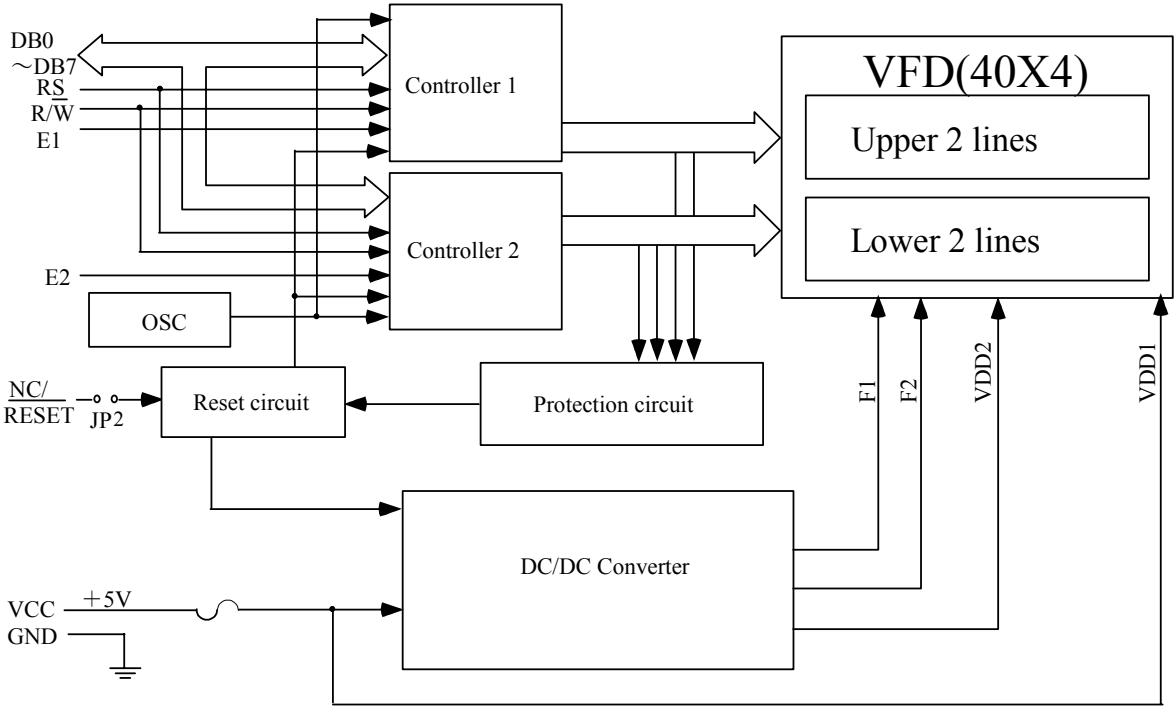 DB0
～DB7
RS
R/W̅
E1
Controller 1
VFD(40X4)
Upper 2 lines
Lower 2 lines
Controller 2
E2
OSC
NC/
R̅E̅S̅E̅T̅
JP2
Reset circuit
Protection circuit
F1
F2
VDD2
VDD1
DC/DC Converter
VCC
＋5V
GND